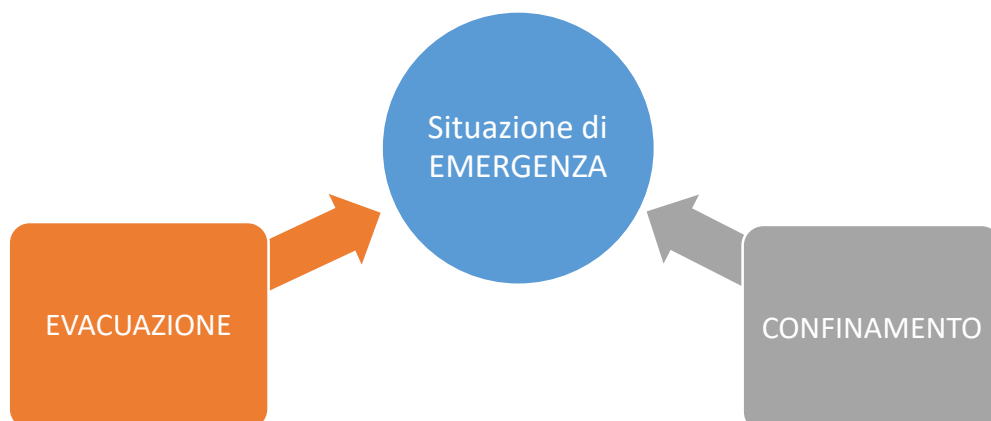 Situazione di
EMERGENZA
EVACUAZIONE
CONFINAMENTO